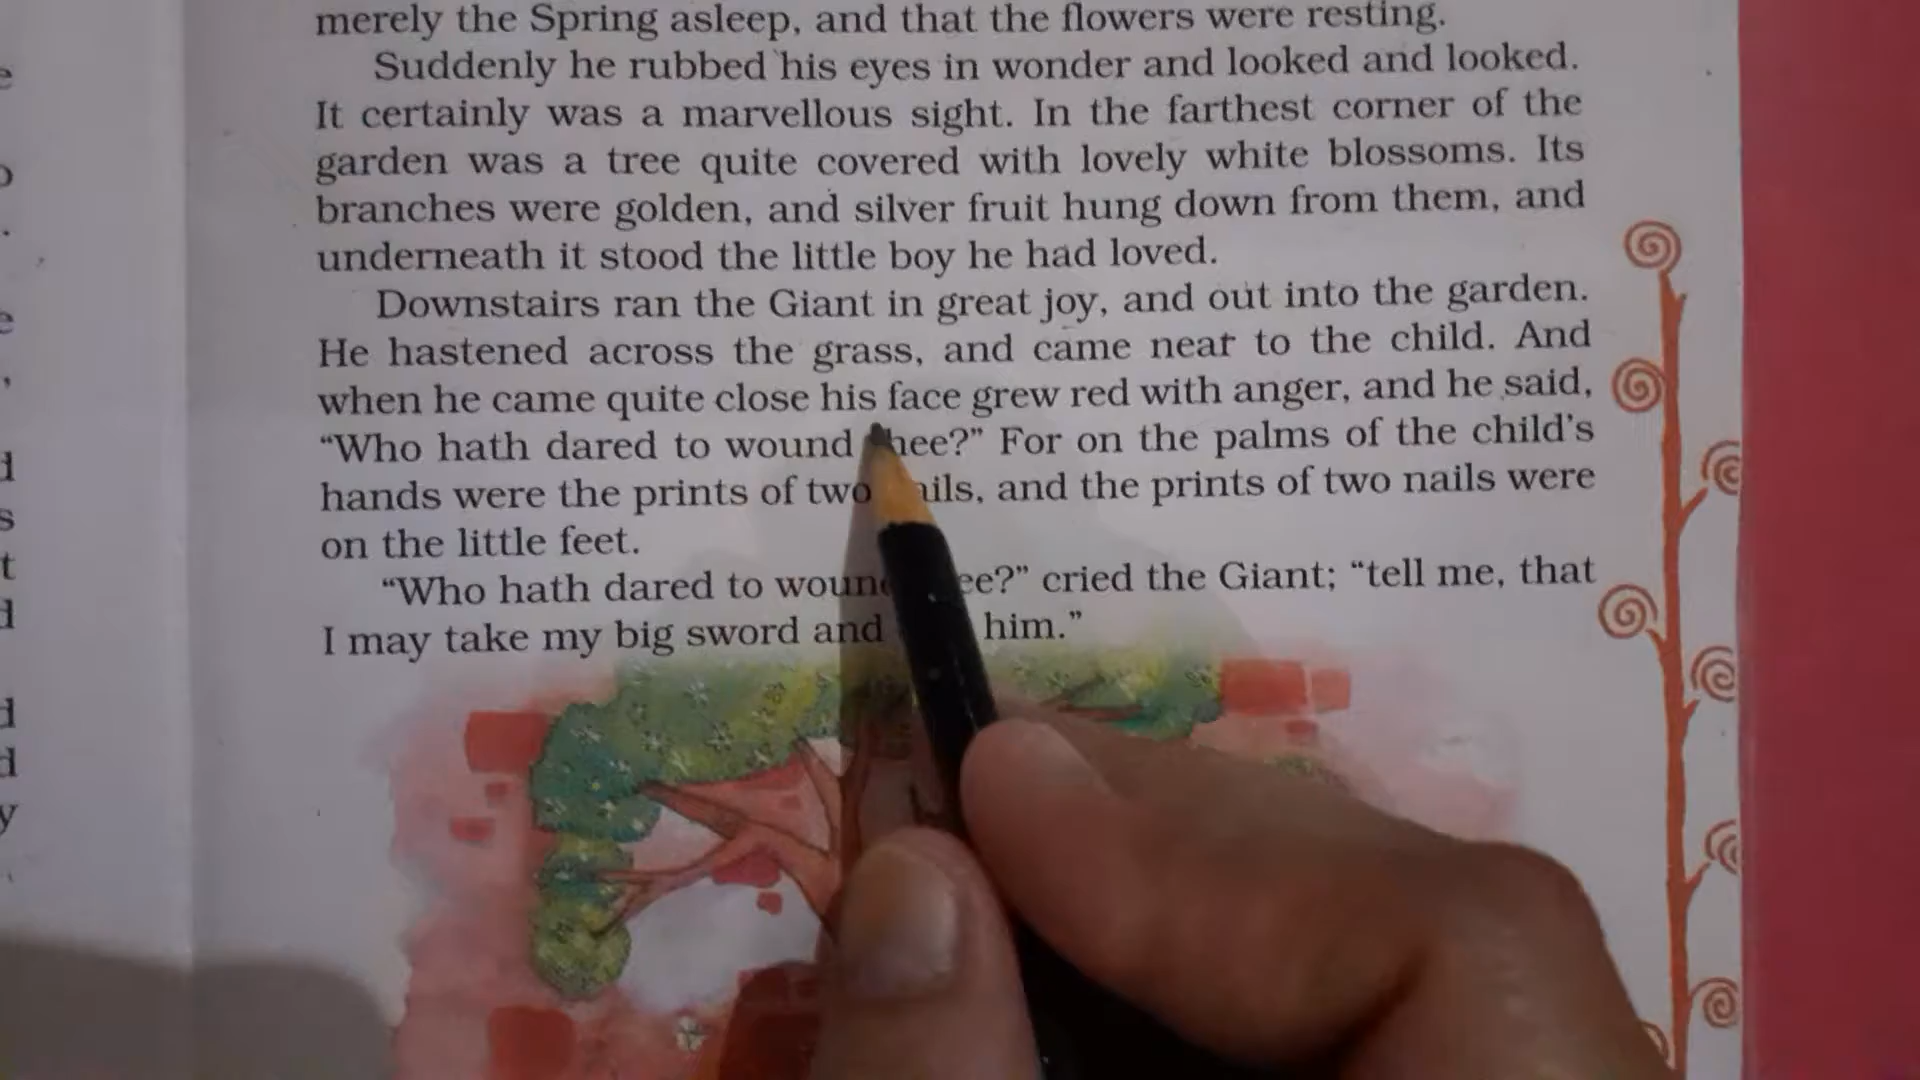 merely the Spring asleep, and that the flowers were resting.
Suddenly he rubbed his eyes in wonder and looked and looked.
It certainly was a marvellous sight. In the farthest corner of the
garden was a tree quite covered with lovely white blossoms. Its
branches were golden, and silver fruit hung down from them, and
underneath it stood the little boy he had loved.
Downstairs ran the Giant in great joy, and out into the garden.
He hastened across the grass, and came near to the child. And
when he came quite close his face grew red with anger, and he said,
“Who hath dared to wound hee?” For on the palms of the child’s
hands were the prints of two ails, and the prints of two nails were
on the little feet.
“Who hath dared to woun ee?” cried the Giant; “tell me, that
I may take my big sword and him.”